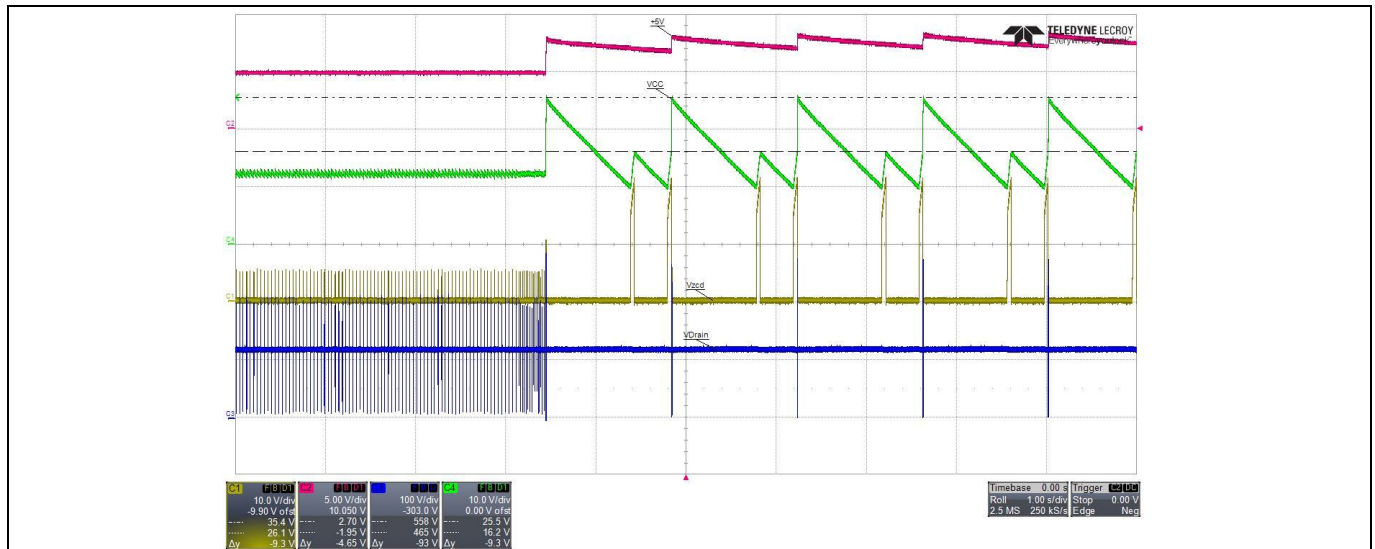 +5V
TELEDYNE LECROY
Everywhereyoulook
VCC
C2
C4
Vzcd
C1
VDrain
C3
C1 F B D1
10.0 V/div
-9.90 V ofst
35.4 V
26.1 V
Δy -9.3 V
C2 F B D1
5.00 V/div
10.050 V
2.70 V
-1.95 V
Δy -4.65 V
100 V/div
-303.0 V
558 V
465 V
Δy -93 V
C4 F B D1
10.0 V/div
0.00 V ofst
25.5 V
16.2 V
Δy -9.3 V
Timebase 0.00 s
Roll 1.00 s/div
2.5 MS 250 kS/s
Trigger C2 DC
Stop 0.00 V
Edge Neg